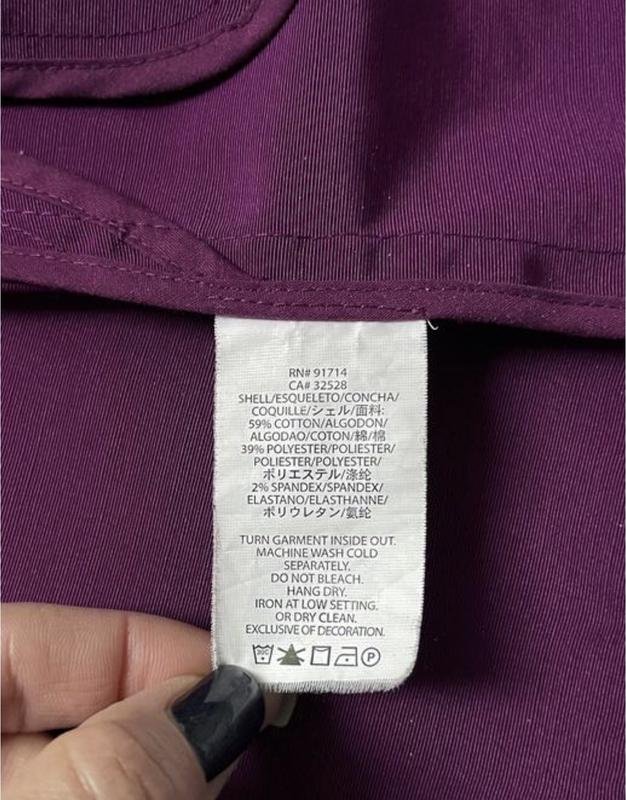 RN# 91714
CA# 32528
SHELL/ESQUELETO/CONCHA/
COQUILLE/シェル/面料:
59% COTTON/ALGODON/
ALGODAO/COTON/綿/棉
39% POLYESTER/POLIESTER/
POLIESTER/POLYESTER/
ポリエステル/涤纶
2% SPANDEX/SPANDEX/
ELASTANO/ELASTHANNE/
ポリウレタン/氨纶
TURN GARMENT INSIDE OUT.
MACHINE WASH COLD
SEPARATELY.
DO NOT BLEACH.
HANG DRY.
IRON AT LOW SETTING.
OR DRY CLEAN.
EXCLUSIVE OF DECORATION.
30C P